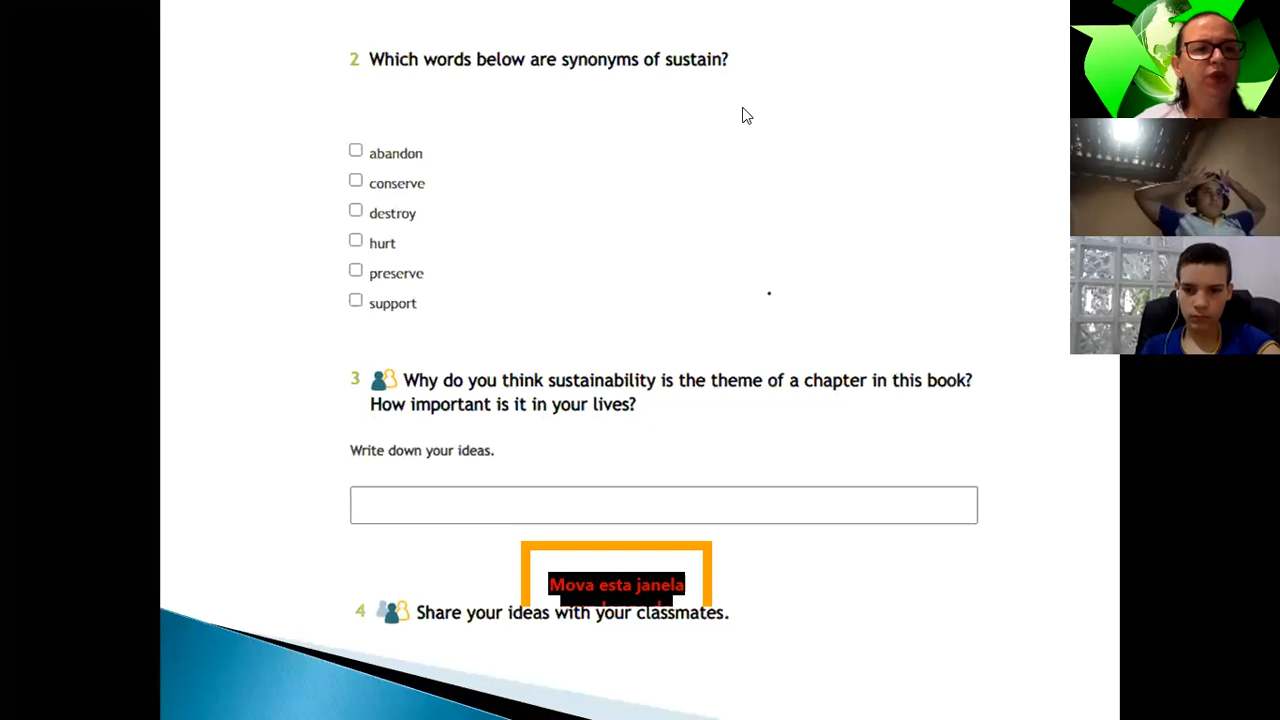 2 Which words below are synonyms of sustain?
abandon
conserve
destroy
hurt
preserve
support
3 Why do you think sustainability is the theme of a chapter in this book?
How important is it in your lives?
Write down your ideas.
Mova esta janela
4 Share your ideas with your classmates.